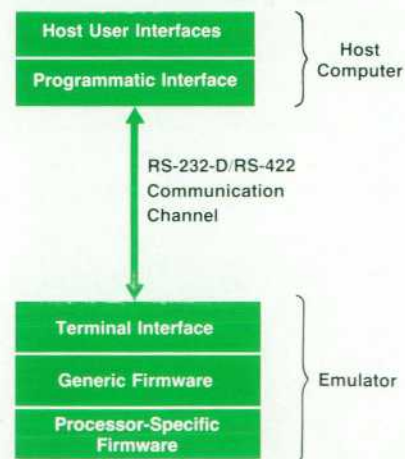 Host User Interfaces
Programmatic Interface
Host
Computer
RS-232-D/RS-422
Communication
Channel
Terminal Interface
Generic Firmware
Processor-Specific
Firmware
Emulator